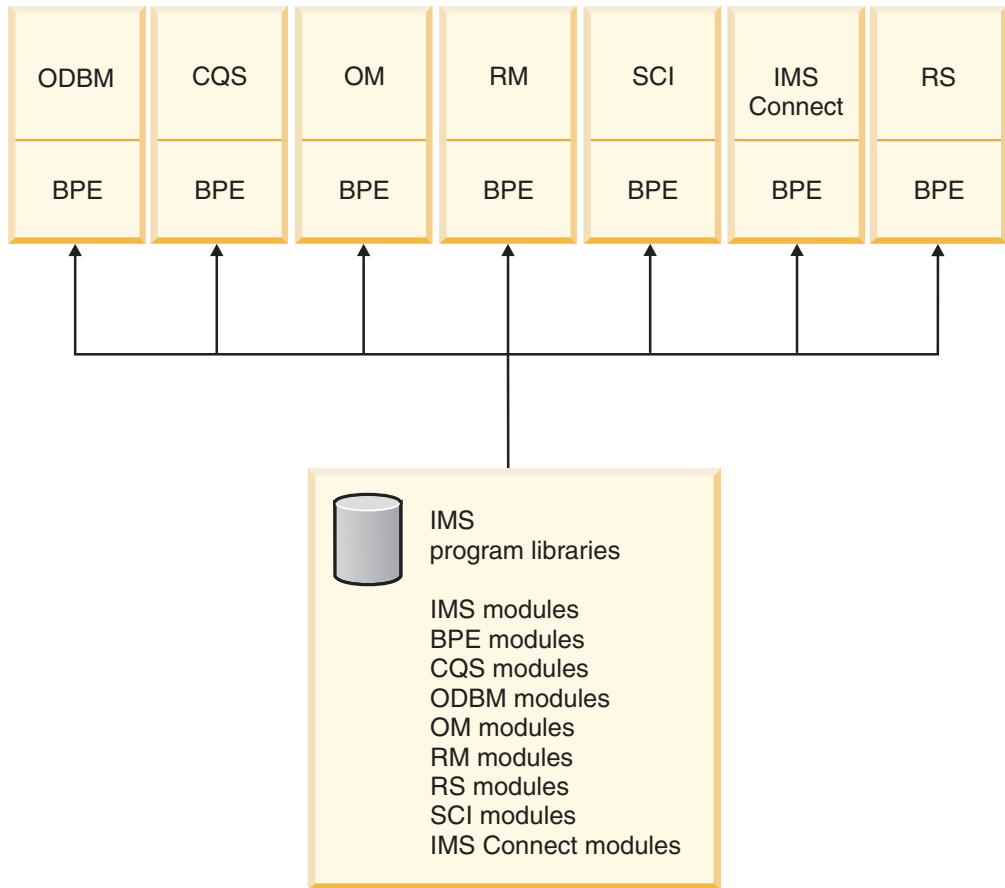 ODBM
CQS
OM
RM
SCI
IMS
Connect
RS
BPE
BPE
BPE
BPE
BPE
BPE
BPE
IMS
program libraries
IMS modules
BPE modules
CQS modules
ODBM modules
OM modules
RM modules
RS modules
SCI modules
IMS Connect modules